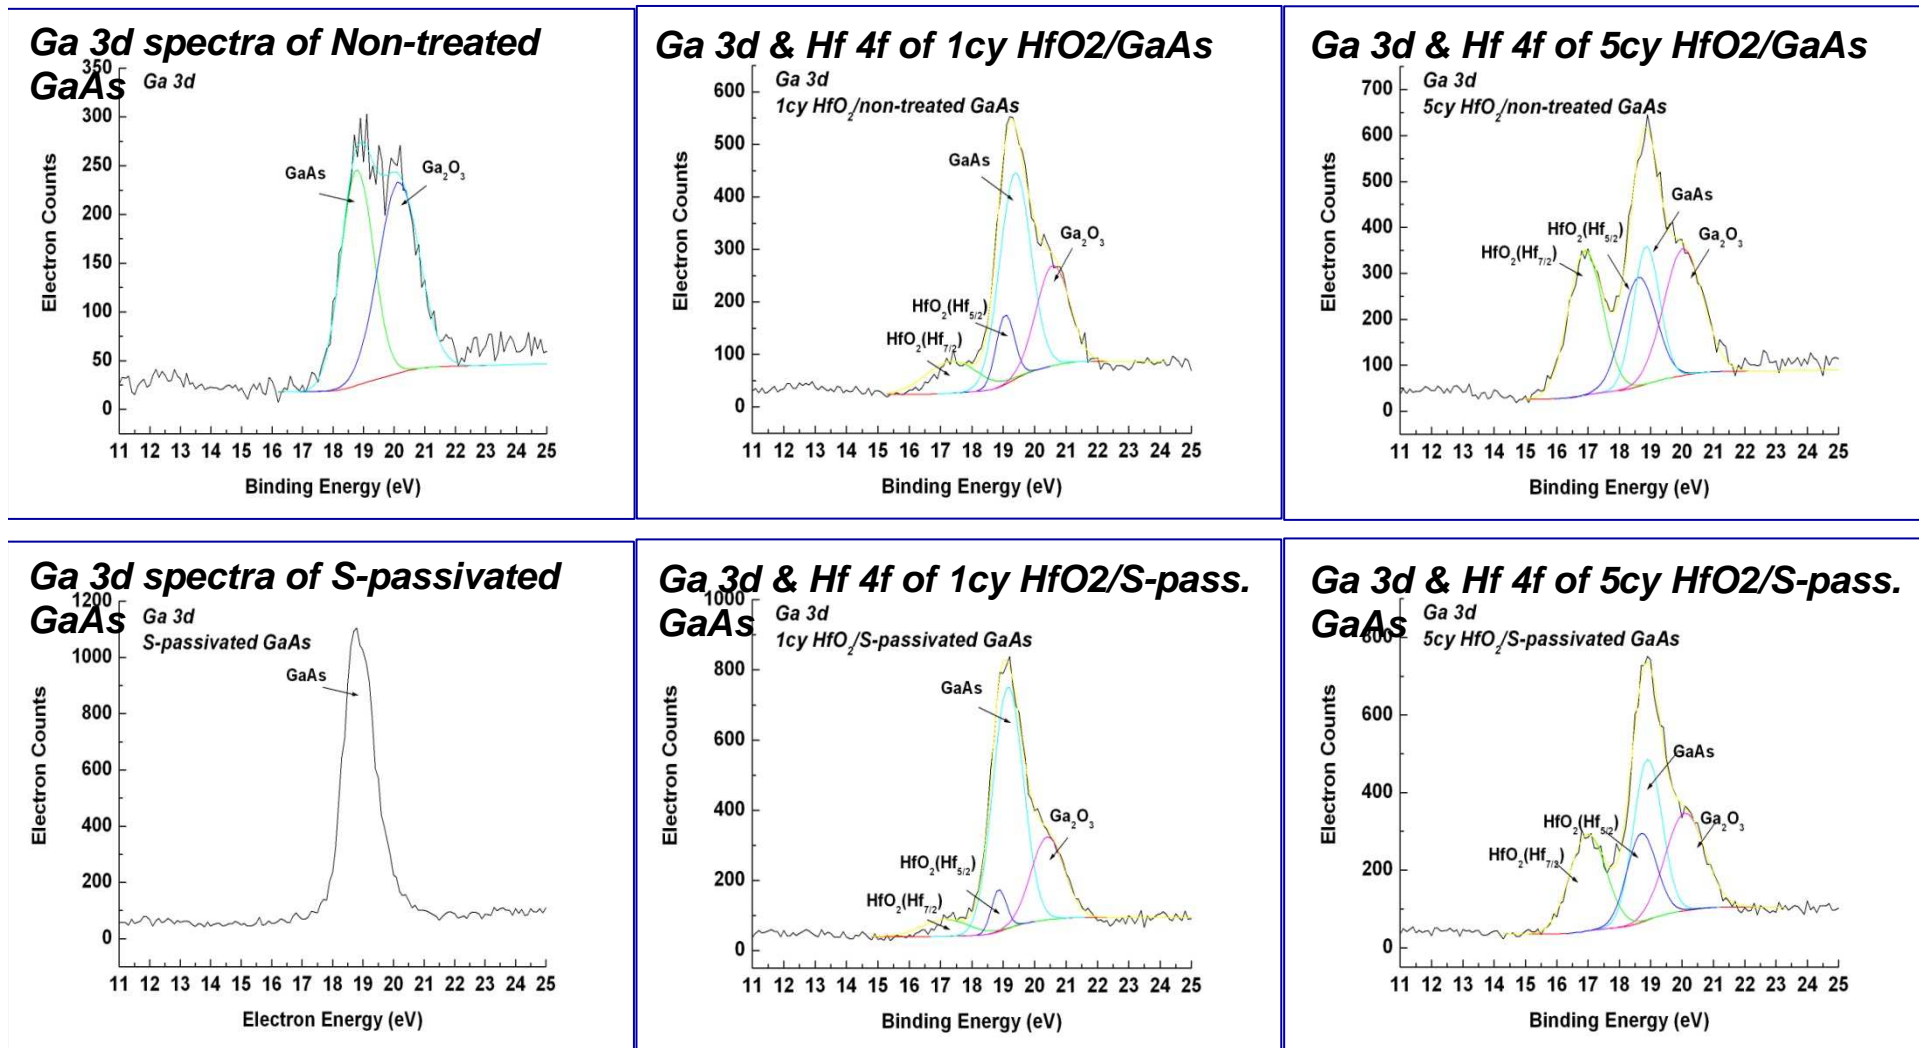 Ga 3d spectra of Non-treated
GaAs
Ga 3d
350
300
250
200
150
100
50
0
GaAs
Ga2O3
Electron Counts
11 12 13 14 15 16 17 18 19 20 21 22 23 24 25
Binding Energy (eV)
Ga 3d & Hf 4f of 1cy HfO2/GaAs
Ga 3d
1cy HfO2/non-treated GaAs
600
500
400
300
200
100
0
GaAs
Ga2O3
HfO2(Hf5/2)
HfO2(Hf7/2)
Electron Counts
11 12 13 14 15 16 17 18 19 20 21 22 23 24 25
Binding Energy (eV)
Ga 3d & Hf 4f of 5cy HfO2/GaAs
Ga 3d
5cy HfO2/non-treated GaAs
700
600
500
400
300
200
100
0
GaAs
HfO2(Hf5/2)
Ga2O3
HfO2(Hf7/2)
Electron Counts
11 12 13 14 15 16 17 18 19 20 21 22 23 24 25
Binding Energy (eV)
Ga 3d spectra of S-passivated
GaAs
Ga 3d
S-passivated GaAs
1200
1000
800
600
400
200
0
GaAs
Electron Counts
11 12 13 14 15 16 17 18 19 20 21 22 23 24 25
Electron Energy (eV)
Ga 3d & Hf 4f of 1cy HfO2/S-pass.
GaAs
Ga 3d
1cy HfO2/S-passivated GaAs
1000
800
600
400
200
0
GaAs
Ga2O3
HfO2(Hf5/2)
HfO2(Hf7/2)
Electron Counts
11 12 13 14 15 16 17 18 19 20 21 22 23 24 25
Binding Energy (eV)
Ga 3d & Hf 4f of 5cy HfO2/S-pass.
GaAs
Ga 3d
5cy HfO2/S-passivated GaAs
800
600
400
200
0
GaAs
HfO2(Hf5/2)
Ga2O3
HfO2(Hf7/2)
Electron Counts
11 12 13 14 15 16 17 18 19 20 21 22 23 24 25
Binding Energy (eV)